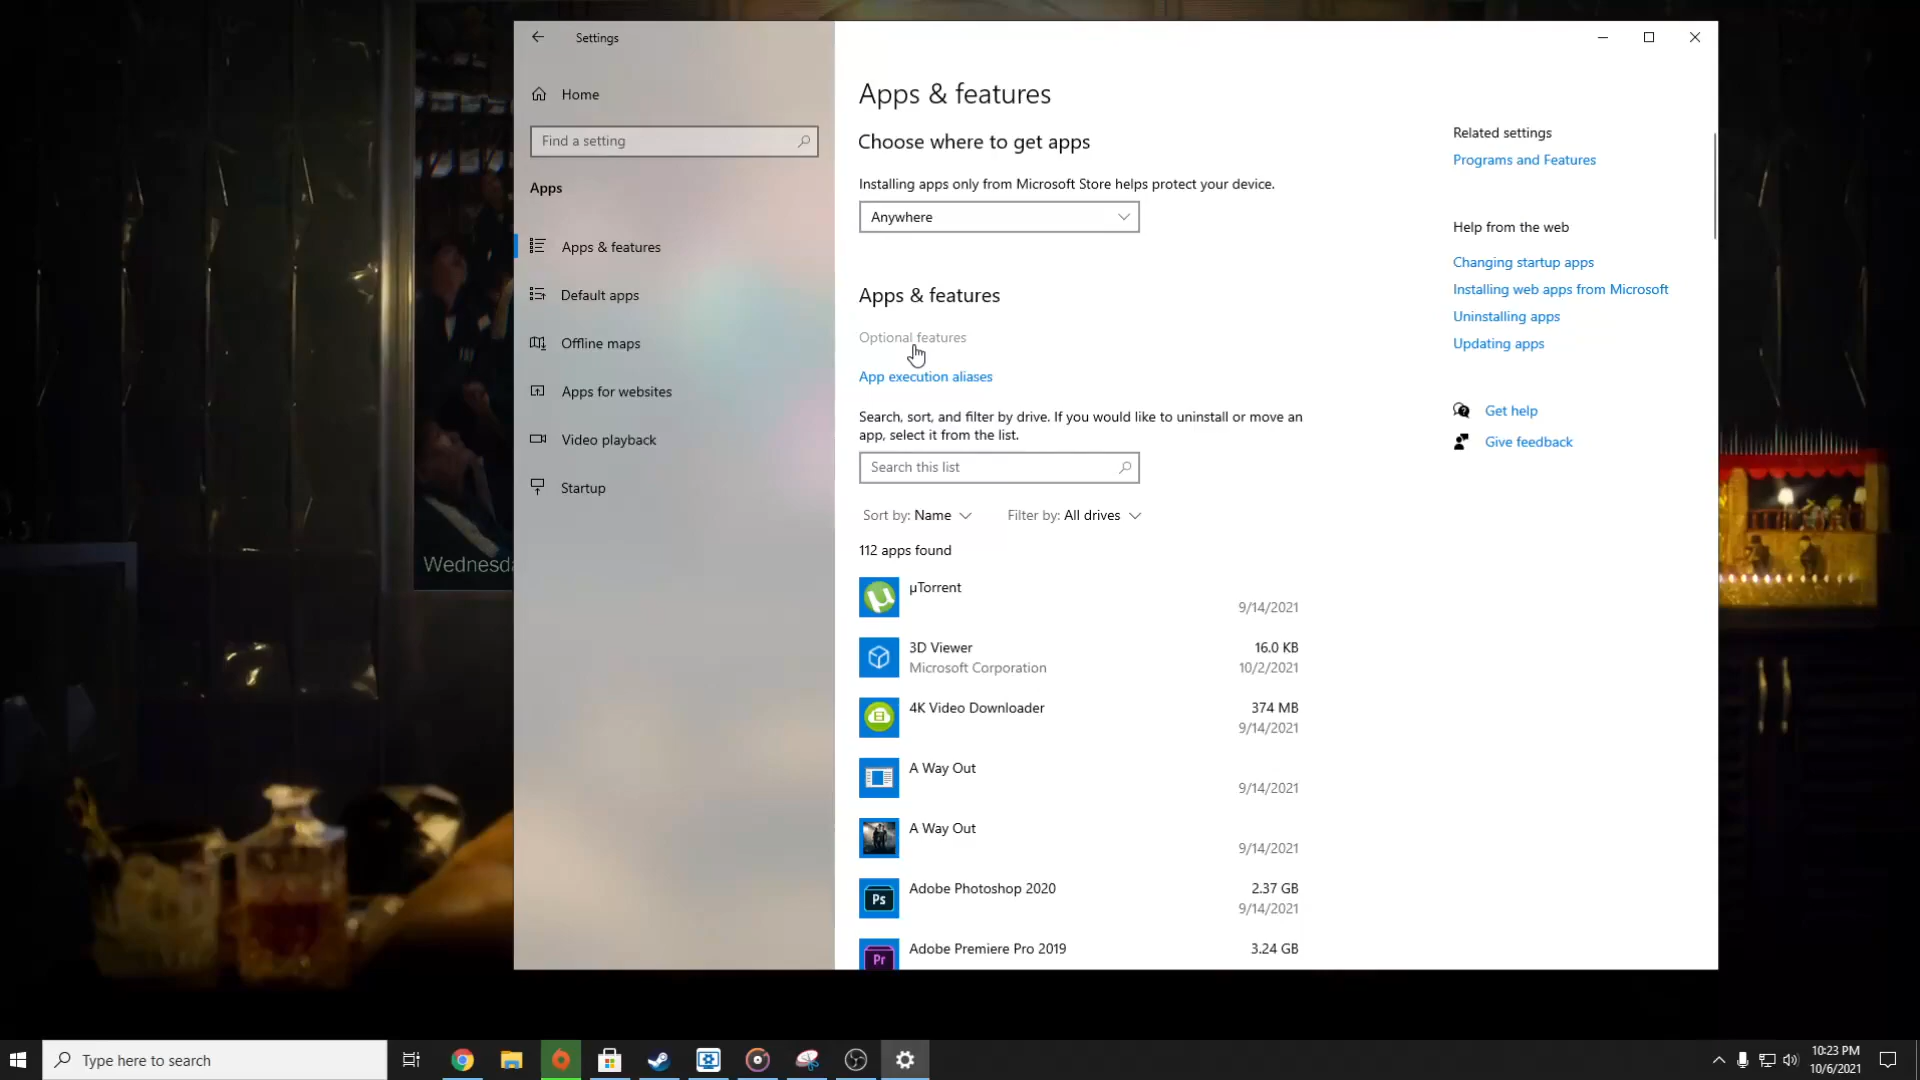 Settings
Home
Find a setting
Apps
Apps & features
Default apps
Offline maps
Apps for websites
Video playback
Startup
Apps & features
Choose where to get apps
Installing apps only from Microsoft Store helps protect your device.
Anywhere
Apps & features
Optional features
App execution aliases
Search, sort, and filter by drive. If you would like to uninstall or move an
app, select it from the list.
Search this list
Sort by: Name
Filter by: All drives
112 apps found
µTorrent
9/14/2021
3D Viewer
16.0 KB
Microsoft Corporation
10/2/2021
4K Video Downloader
374 MB
9/14/2021
A Way Out
9/14/2021
A Way Out
9/14/2021
Ps
Adobe Photoshop 2020
2.37 GB
9/14/2021
Pr
Adobe Premiere Pro 2019
3.24 GB
Related settings
Programs and Features
Help from the web
Changing startup apps
Installing web apps from Microsoft
Uninstalling apps
Updating apps
Get help
Give feedback
Wednesda
Type here to search
10:23 PM
10/6/2021